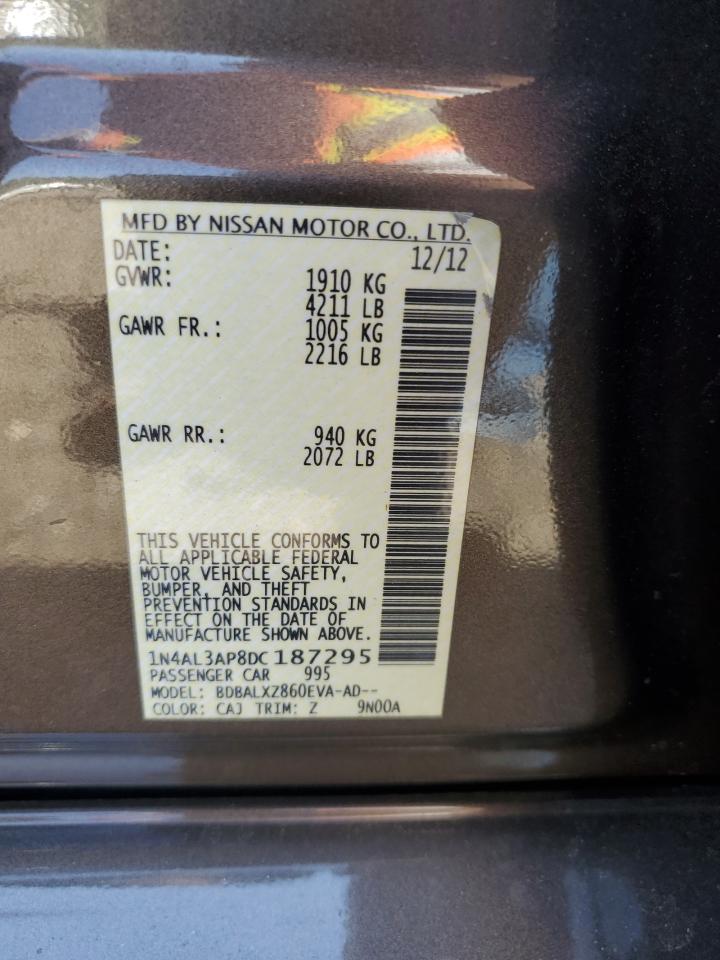 MFD BY NISSAN MOTOR CO., LTD.
DATE: 12/12
GVWR: 1910 KG
4211 LB
GAWR FR.: 1005 KG
2216 LB
GAWR RR.: 940 KG
2072 LB
THIS VEHICLE CONFORMS TO
ALL APPLICABLE FEDERAL
MOTOR VEHICLE SAFETY,
BUMPER, AND THEFT
PREVENTION STANDARDS IN
EFFECT ON THE DATE OF
MANUFACTURE SHOWN ABOVE.
1N4AL3AP8DC187295
PASSENGER CAR 995
MODEL: BDBALXZ860EVA-AD--
COLOR: CAJ TRIM: Z 9N00A